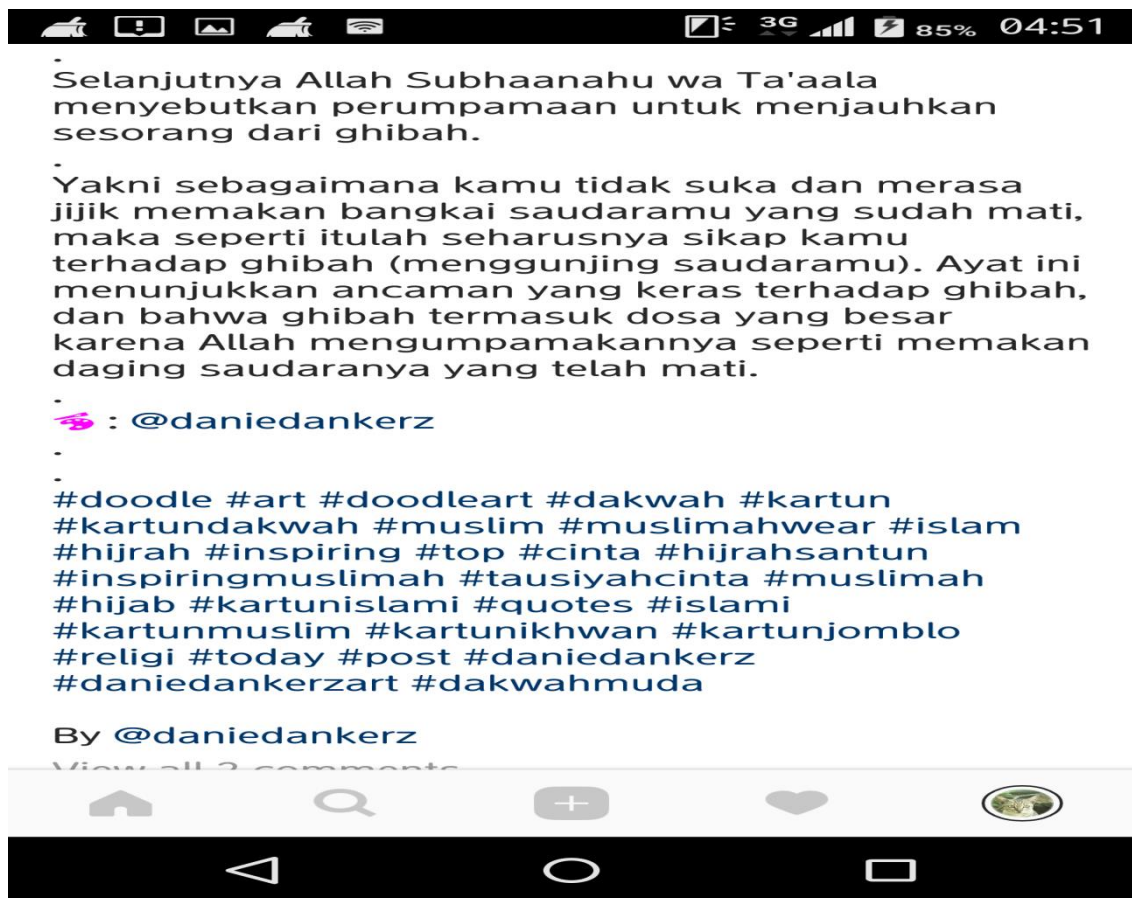 3G 85% 04:51
.
Selanjutnya Allah Subhaanahu wa Ta'aala
menyebutkan perumpamaan untuk menjauhkan
sesorang dari ghibah.
.
Yakni sebagaimana kamu tidak suka dan merasa
jijik memakan bangkai saudaramu yang sudah mati,
maka seperti itulah seharusnya sikap kamu
terhadap ghibah (menggunjing saudaramu). Ayat ini
menunjukkan ancaman yang keras terhadap ghibah,
dan bahwa ghibah termasuk dosa yang besar
karena Allah mengumpamakannya seperti memakan
daging saudaranya yang telah mati.
.
: @daniedankerz
.
.
#doodle #art #doodleart #dakwah #kartun
#kartundakwah #muslim #muslimahwear #islam
#hijrah #inspiring #top #cinta #hijrahsantun
#inspiringmuslimah #tausiyahcinta #muslimah
#hijab #kartunislami #quotes #islami
#kartunmuslim #kartunikhwan #kartunjomblo
#religi #today #post #daniedankerz
#daniedankerzart #dakwahmuda
By @daniedankerz
View all 2 comments